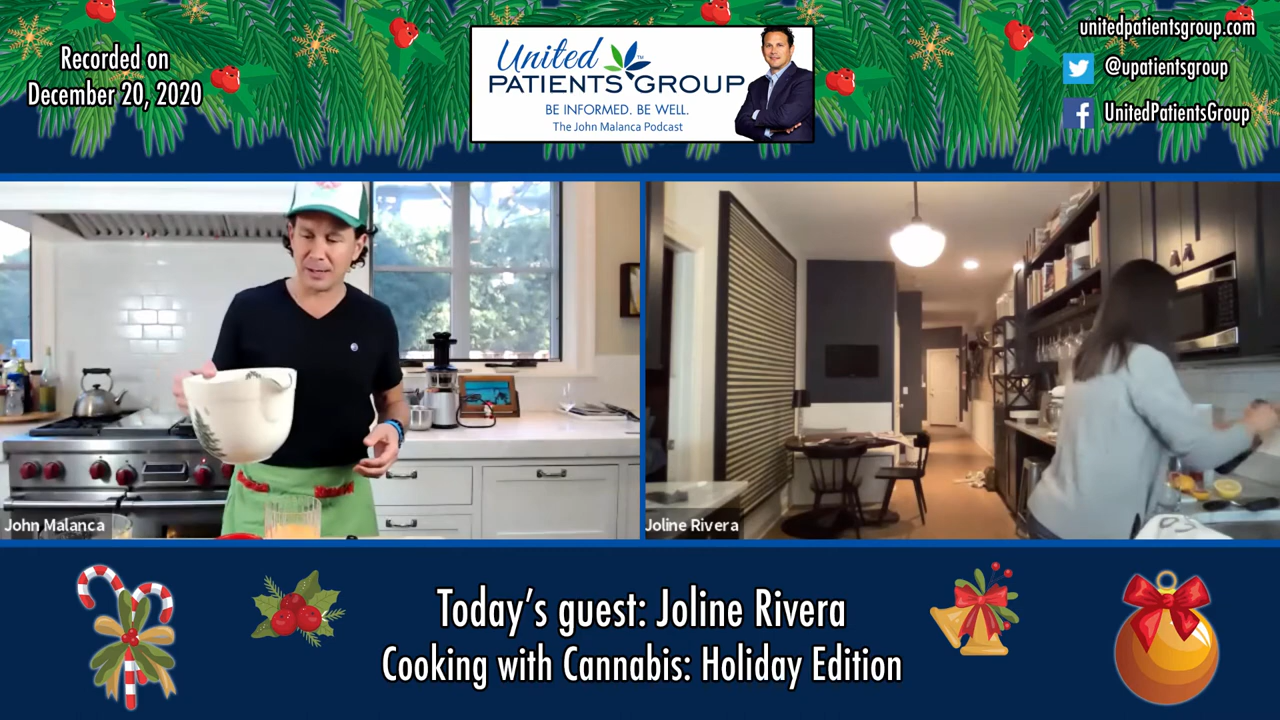 Recorded on
December 20, 2020
United
PATIENTS GROUP
™
BE INFORMED. BE WELL.
The John Malanca Podcast
unitedpatientsgroup.com
@upatientsgroup
UnitedPatientsGroup
John Malanca
Joline Rivera
Today's guest: Joline Rivera
Cooking with Cannabis: Holiday Edition